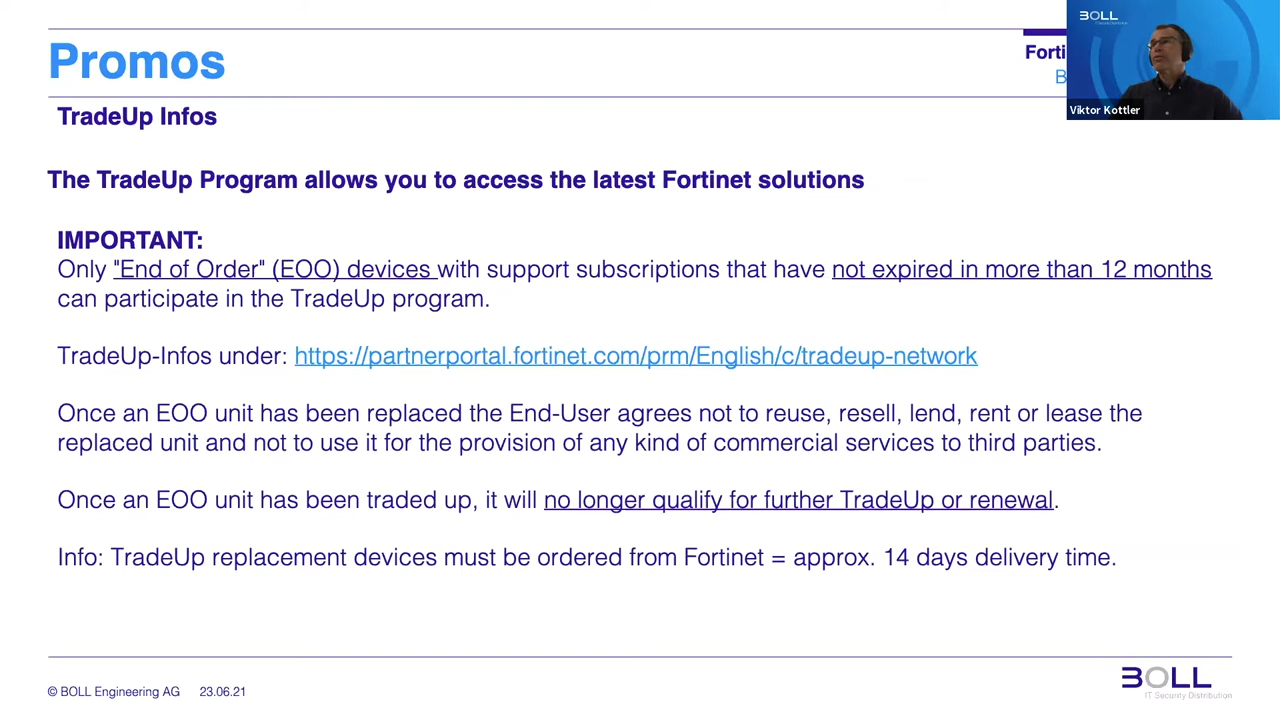 Promos
Forti
B
BOLL
Viktor Kottler
TradeUp Infos
The TradeUp Program allows you to access the latest Fortinet solutions
IMPORTANT:
Only "End of Order" (EOO) devices with support subscriptions that have not expired in more than 12 months
can participate in the TradeUp program.
TradeUp-Infos under: https://partnerportal.fortinet.com/prm/English/c/tradeup-network
Once an EOO unit has been replaced the End-User agrees not to reuse, resell, lend, rent or lease the
replaced unit and not to use it for the provision of any kind of commercial services to third parties.
Once an EOO unit has been traded up, it will no longer qualify for further TradeUp or renewal.
Info: TradeUp replacement devices must be ordered from Fortinet = approx. 14 days delivery time.
© BOLL Engineering AG 23.06.21
BOLL
IT Security Distribution